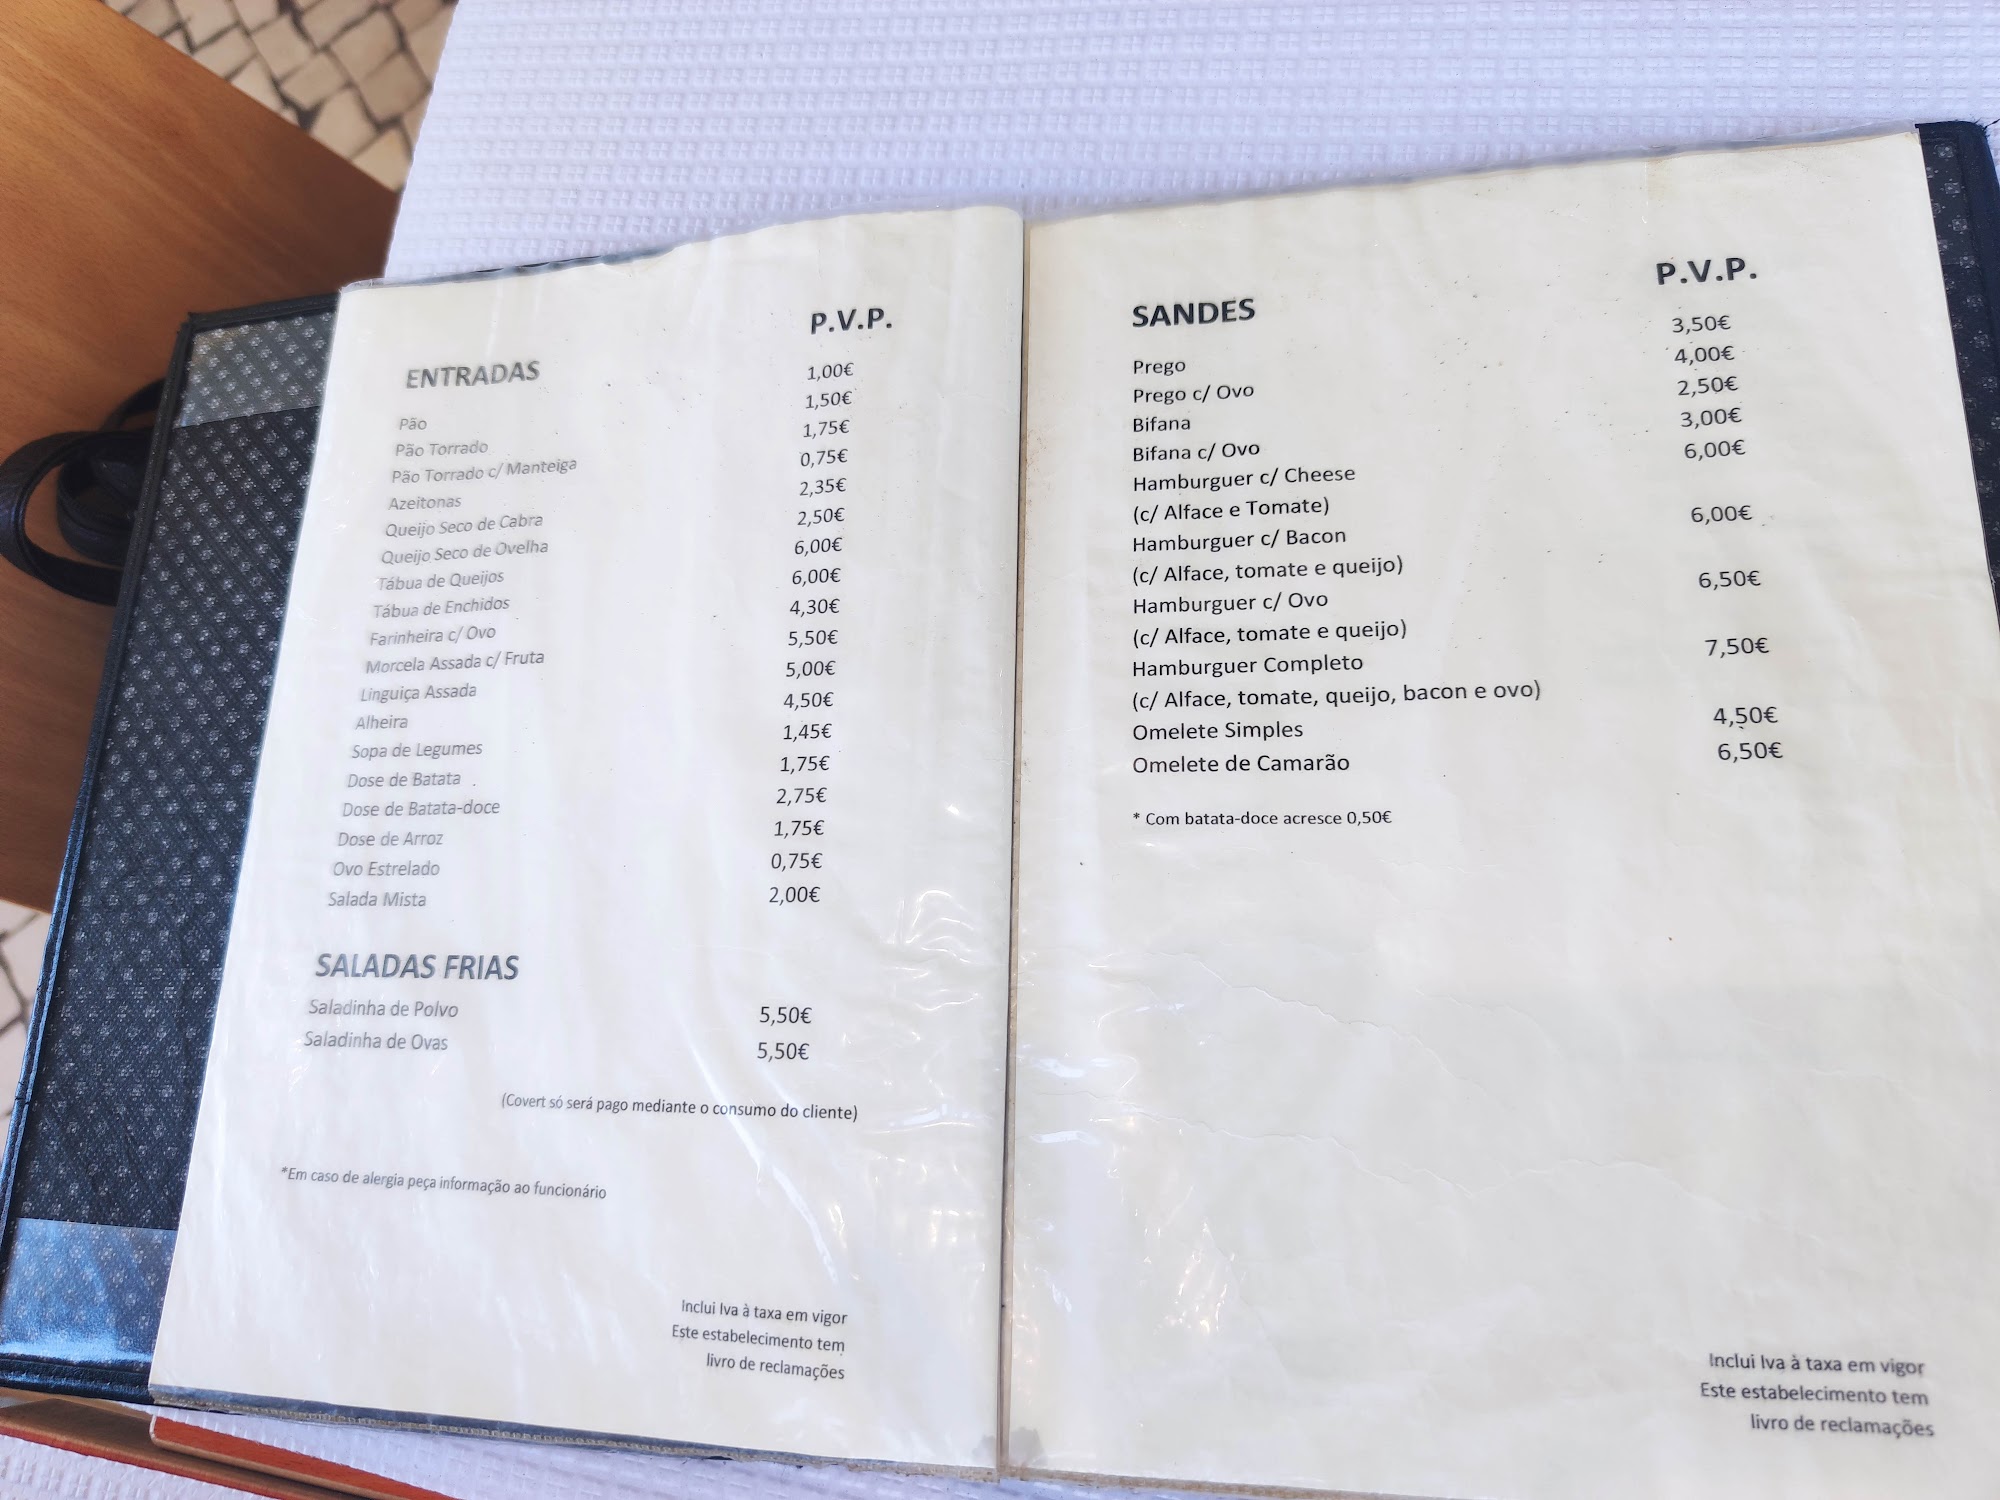 P.V.P.
ENTRADAS
Pão 1,00€
Pão Torrado 1,50€
Pão Torrado c/ Manteiga 1,75€
Azeitonas 0,75€
Queijo Seco de Cabra 2,35€
Queijo Seco de Ovelha 2,50€
Tábua de Queijos 6,00€
Tábua de Enchidos 6,00€
Farinheira c/ Ovo 4,30€
Morcela Assada c/ Fruta 5,50€
Linguiça Assada 5,00€
Alheira 4,50€
Sopa de Legumes 1,45€
Dose de Batata 1,75€
Dose de Batata-doce 2,75€
Dose de Arroz 1,75€
Ovo Estrelado 0,75€
Salada Mista 2,00€
SALADAS FRIAS
Saladinha de Polvo 5,50€
Saladinha de Ovas 5,50€
(Covert só será pago mediante o consumo do cliente)
*Em caso de alergia peça informação ao funcionário
Inclui Iva à taxa em vigor
Este estabelecimento tem
livro de reclamações
P.V.P.
SANDES
Prego 3,50€
Prego c/ Ovo 4,00€
Bifana 2,50€
Bifana c/ Ovo 3,00€
Hamburguer c/ Cheese 6,00€
(c/ Alface e Tomate)
Hamburguer c/ Bacon 6,00€
(c/ Alface, tomate e queijo)
Hamburguer c/ Ovo 6,50€
(c/ Alface, tomate e queijo)
Hamburguer Completo 7,50€
(c/ Alface, tomate, queijo, bacon e ovo)
Omelete Simples 4,50€
Omelete de Camarão 6,50€
* Com batata-doce acresce 0,50€
Inclui Iva à taxa em vigor
Este estabelecimento tem
livro de reclamações